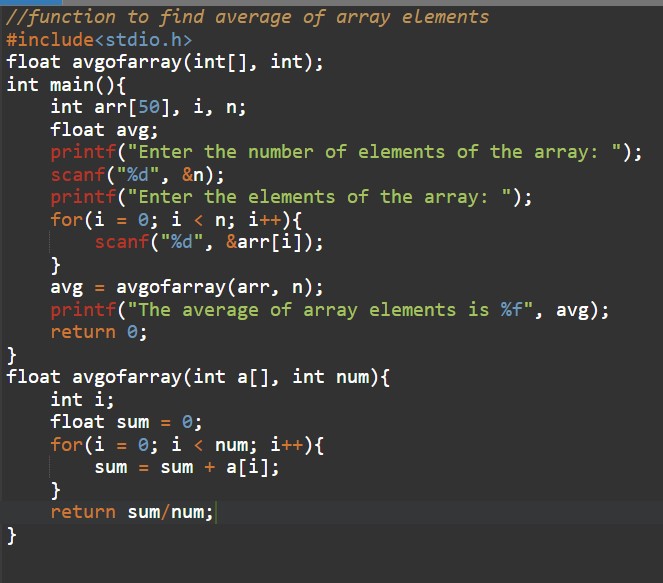 //function to find average of array elements
#include<stdio.h>
float avgofarray(int[], int);
int main(){
    int arr[50], i, n;
    float avg;
    printf("Enter the number of elements of the array: ");
    scanf("%d", &n);
    printf("Enter the elements of the array: ");
    for(i = 0; i < n; i++){
        scanf("%d", &arr[i]);
    }
    avg = avgofarray(arr, n);
    printf("The average of array elements is %f", avg);
    return 0;
}
float avgofarray(int a[], int num){
    int i;
    float sum = 0;
    for(i = 0; i < num; i++){
        sum = sum + a[i];
    }
    return sum/num;
}